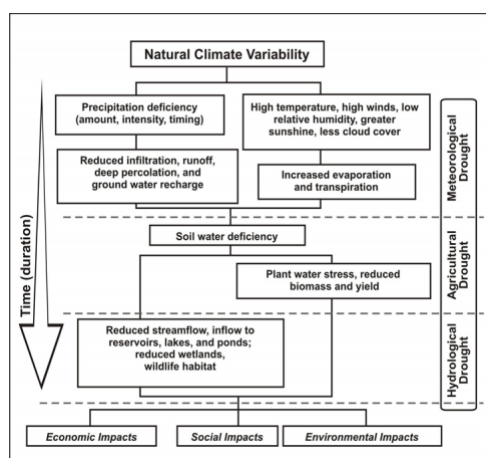 Natural Climate Variability
Precipitation deficiency
(amount, intensity, timing)
High temperature, high winds, low
relative humidity, greater
sunshine, less cloud cover
Reduced infiltration, runoff,
deep percolation, and
ground water recharge
Increased evaporation
and transpiration
Meteorological
Drought
Soil water deficiency
Plant water stress, reduced
biomass and yield
Agricultural
Drought
Time (duration)
Reduced streamflow, inflow to
reservoirs, lakes, and ponds;
reduced wetlands,
wildlife habitat
Hydrological
Drought
Economic Impacts
Social Impacts
Environmental Impacts